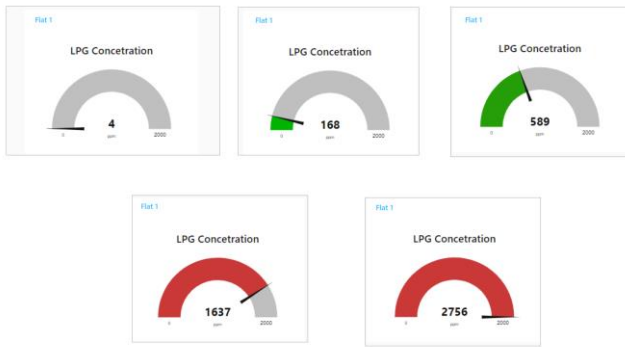 Flat 1
LPG Concetration
4
0
ppm
2000
Flat 1
LPG Concetration
168
0
ppm
2000
Flat 1
LPG Concetration
589
0
ppm
2000
Flat 1
LPG Concetration
1637
0
ppm
2000
Flat 1
LPG Concetration
2756
0
ppm
2000